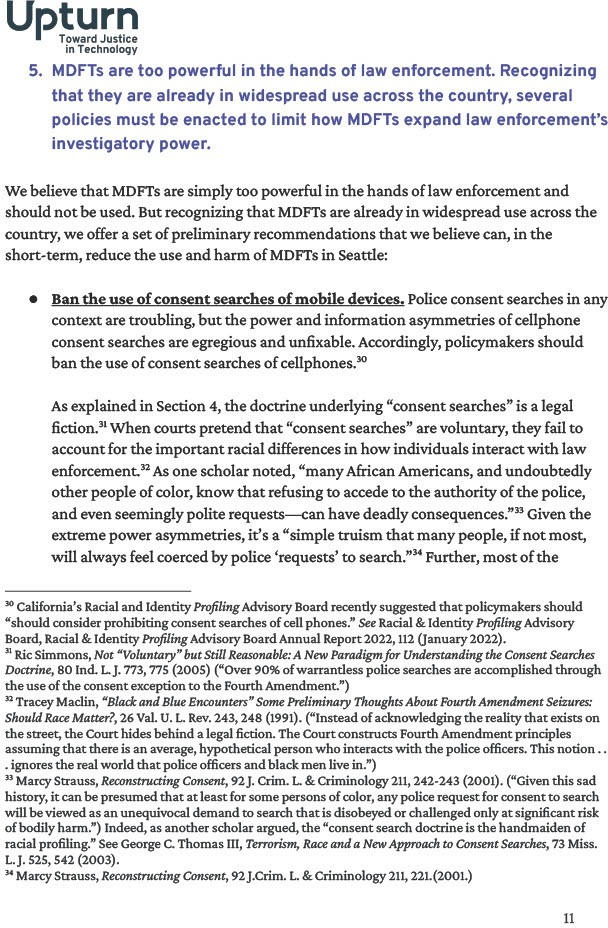 Upturn
Toward Justice
in Technology
5. MDFTs are too powerful in the hands of law enforcement. Recognizing
that they are already in widespread use across the country, several
policies must be enacted to limit how MDFTs expand law enforcement’s
investigatory power.
We believe that MDFTs are simply too powerful in the hands of law enforcement and
should not be used. But recognizing that MDFTs are already in widespread use across the
country, we offer a set of preliminary recommendations that we believe can, in the
short-term, reduce the use and harm of MDFTs in Seattle:
● Ban the use of consent searches of mobile devices. Police consent searches in any
context are troubling, but the power and information asymmetries of cellphone
consent searches are egregious and unfixable. Accordingly, policymakers should
ban the use of consent searches of cellphones.³⁰
As explained in Section 4, the doctrine underlying “consent searches” is a legal
fiction.³¹ When courts pretend that “consent searches” are voluntary, they fail to
account for the important racial differences in how individuals interact with law
enforcement.³² As one scholar noted, “many African Americans, and undoubtedly
other people of color, know that refusing to accede to the authority of the police,
and even seemingly polite requests—can have deadly consequences.”³³ Given the
extreme power asymmetries, it’s a “simple truism that many people, if not most,
will always feel coerced by police ‘requests’ to search.”³⁴ Further, most of the
³⁰ California’s Racial and Identity Profiling Advisory Board recently suggested that policymakers should
“should consider prohibiting consent searches of cell phones.” See Racial & Identity Profiling Advisory
Board, Racial & Identity Profiling Advisory Board Annual Report 2022, 112 (January 2022).
³¹ Ric Simmons, Not “Voluntary” but Still Reasonable: A New Paradigm for Understanding the Consent Searches
Doctrine, 80 Ind. L. J. 773, 775 (2005) (“Over 90% of warrantless police searches are accomplished through
the use of the consent exception to the Fourth Amendment.”)
³² Tracey Maclin, “Black and Blue Encounters” Some Preliminary Thoughts About Fourth Amendment Seizures:
Should Race Matter?, 26 Val. U. L. Rev. 243, 248 (1991). (“Instead of acknowledging the reality that exists on
the street, the Court hides behind a legal fiction. The Court constructs Fourth Amendment principles
assuming that there is an average, hypothetical person who interacts with the police officers. This notion . .
. ignores the real world that police officers and black men live in.”)
³³ Marcy Strauss, Reconstructing Consent, 92 J. Crim. L. & Criminology 211, 242-243 (2001). (“Given this sad
history, it can be presumed that at least for some persons of color, any police request for consent to search
will be viewed as an unequivocal demand to search that is disobeyed or challenged only at significant risk
of bodily harm.”) Indeed, as another scholar argued, the “consent search doctrine is the handmaiden of
racial profiling.” See George C. Thomas III, Terrorism, Race and a New Approach to Consent Searches, 73 Miss.
L. J. 525, 542 (2003).
³⁴ Marcy Strauss, Reconstructing Consent, 92 J.Crim. L. & Criminology 211, 221.(2001.)
11